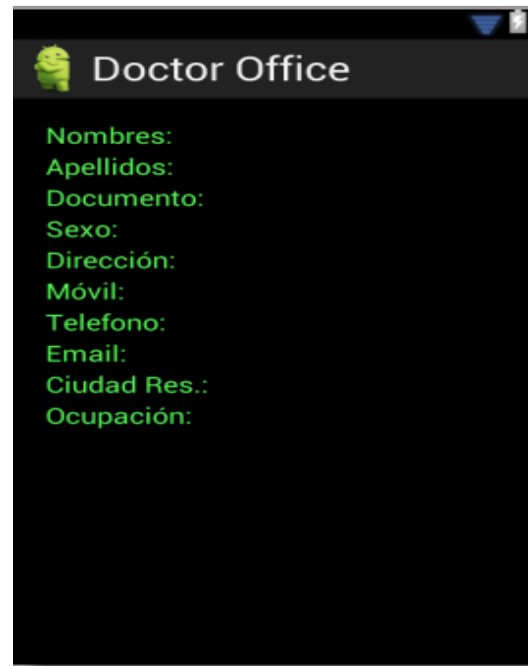 Doctor Office
Nombres:
Apellidos:
Documento:
Sexo:
Dirección:
Móvil:
Telefono:
Email:
Ciudad Res.:
Ocupación: